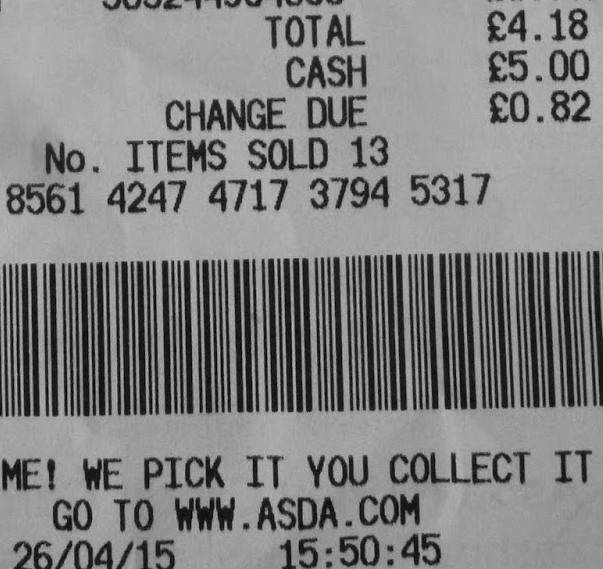 TOTAL £4.18
CASH £5.00
CHANGE DUE £0.82
No. ITEMS SOLD 13
8561 4247 4717 3794 5317
ME! WE PICK IT YOU COLLECT IT
GO TO WWW.ASDA.COM
26/04/15 15:50:45